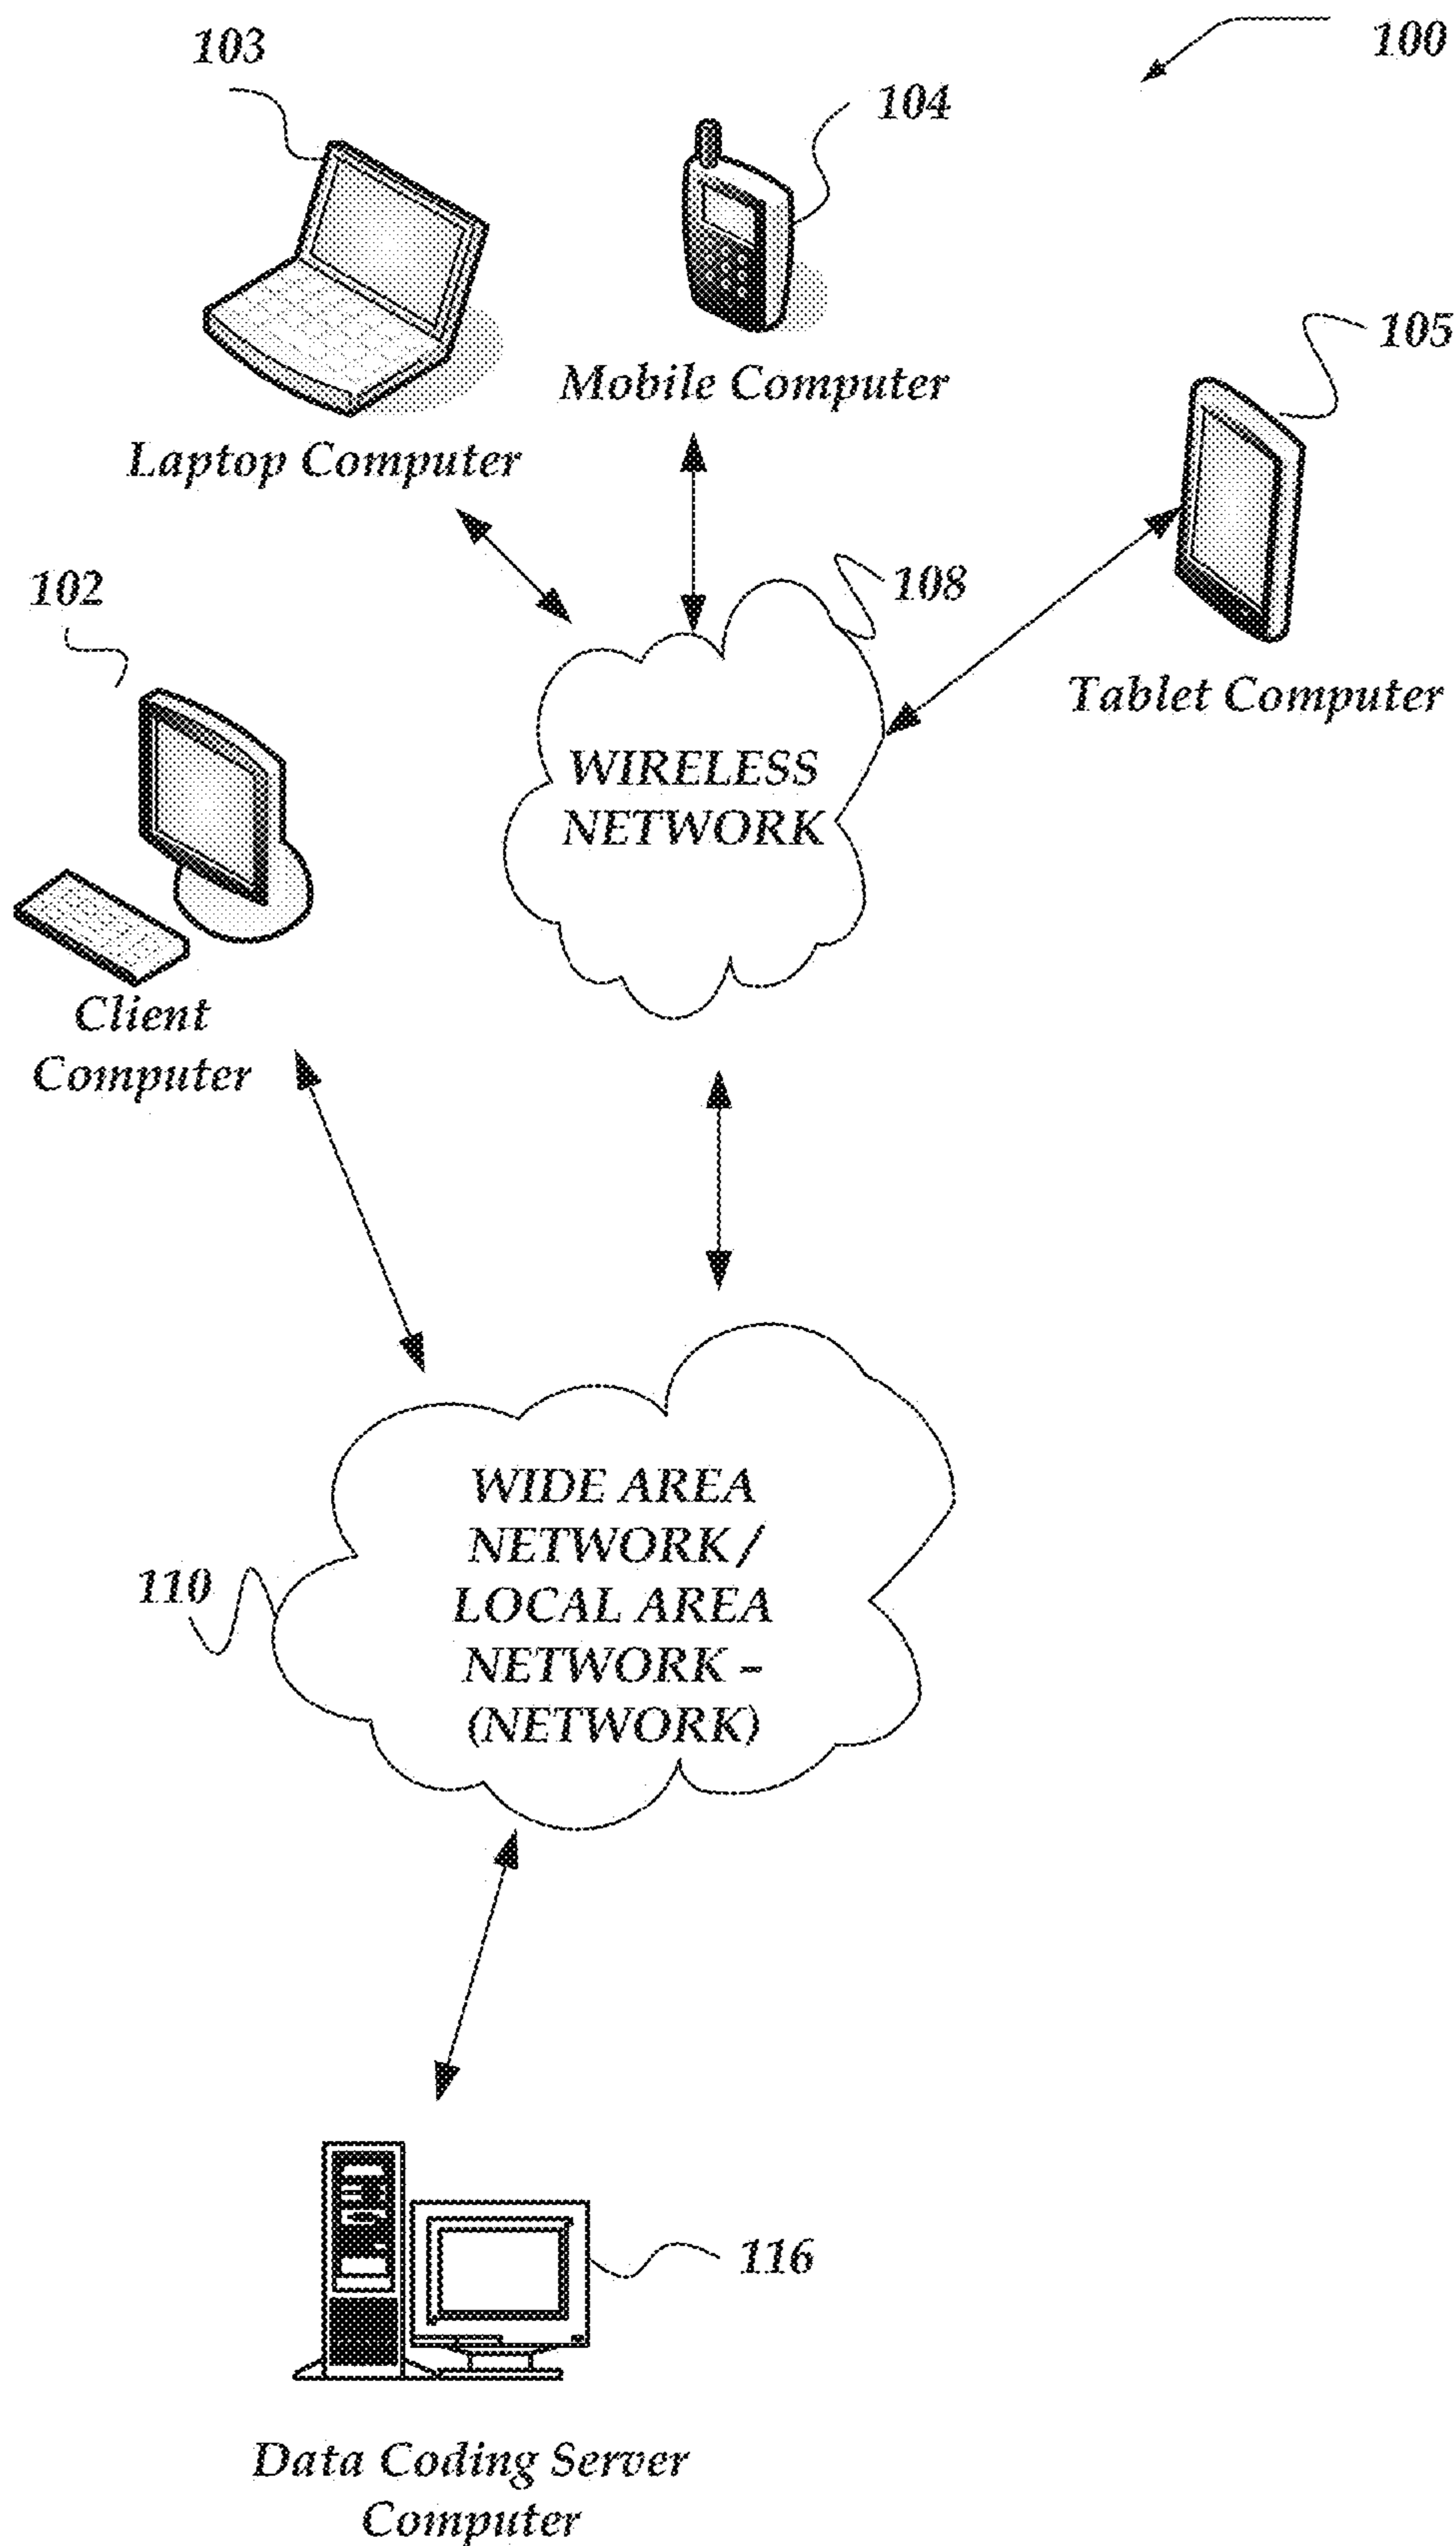 103
100
104
105
Mobile Computer
Laptop Computer
102
108
Tablet Computer
WIRELESS
NETWORK
Client
Computer
WIDE AREA
NETWORK /
LOCAL AREA
NETWORK –
(NETWORK)
110
116
Data Coding Server
Computer